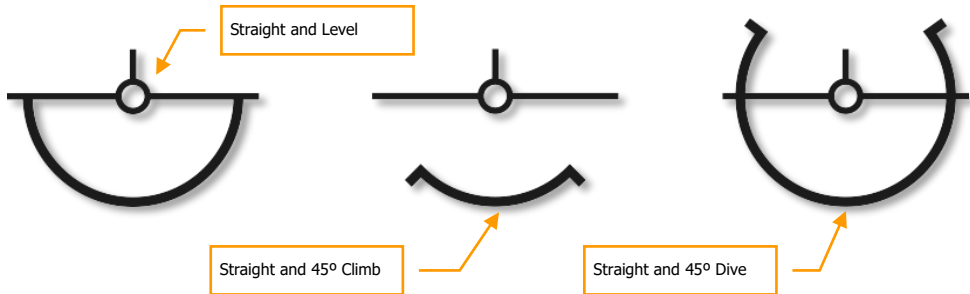 Straight and Level
Straight and 45º Climb
Straight and 45º Dive